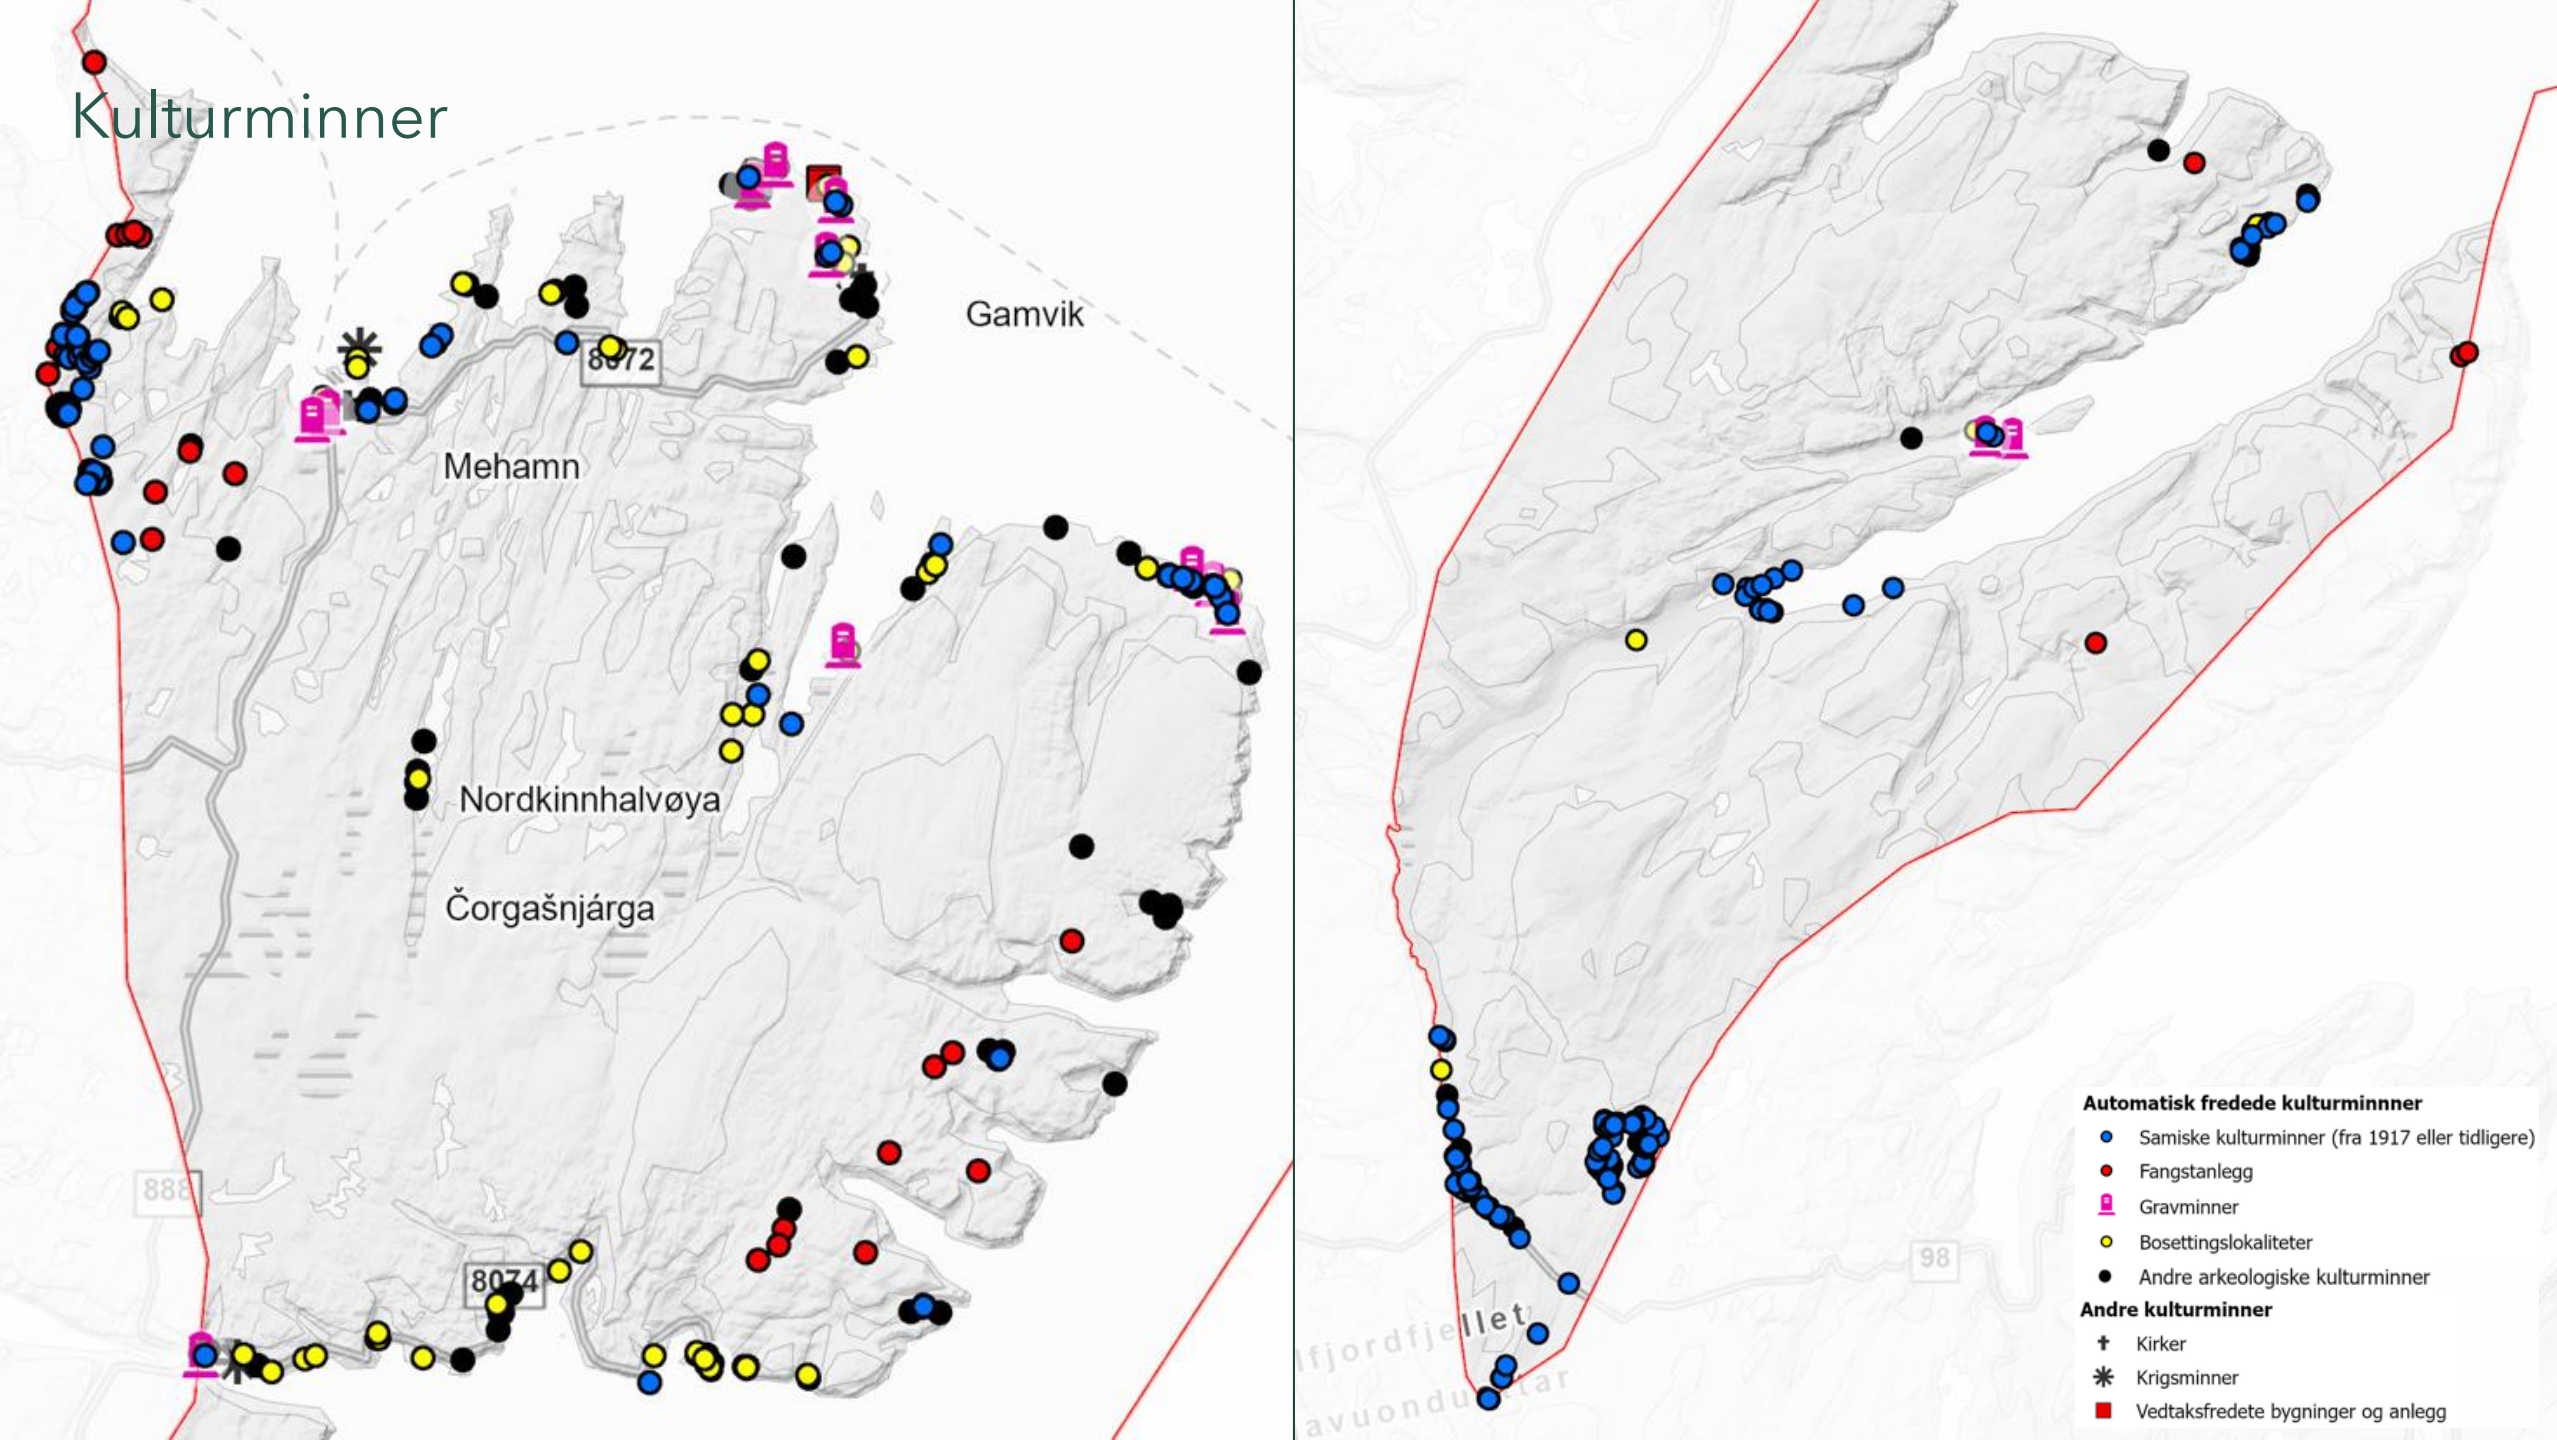 Kulturminner
Gamvik
8072
Mehamn
Nordkinnhalvøya
Čorgašnjárga
888
8074
98
llet
Automatisk fredede kulturminnner
Samiske kulturminner (fra 1917 eller tidligere)
Fangstanlegg
Gravminner
Bosettingslokaliteter
Andre arkeologiske kulturminner
Andre kulturminner
Kirker
Krigsminner
Vedtaksfredete bygninger og anlegg